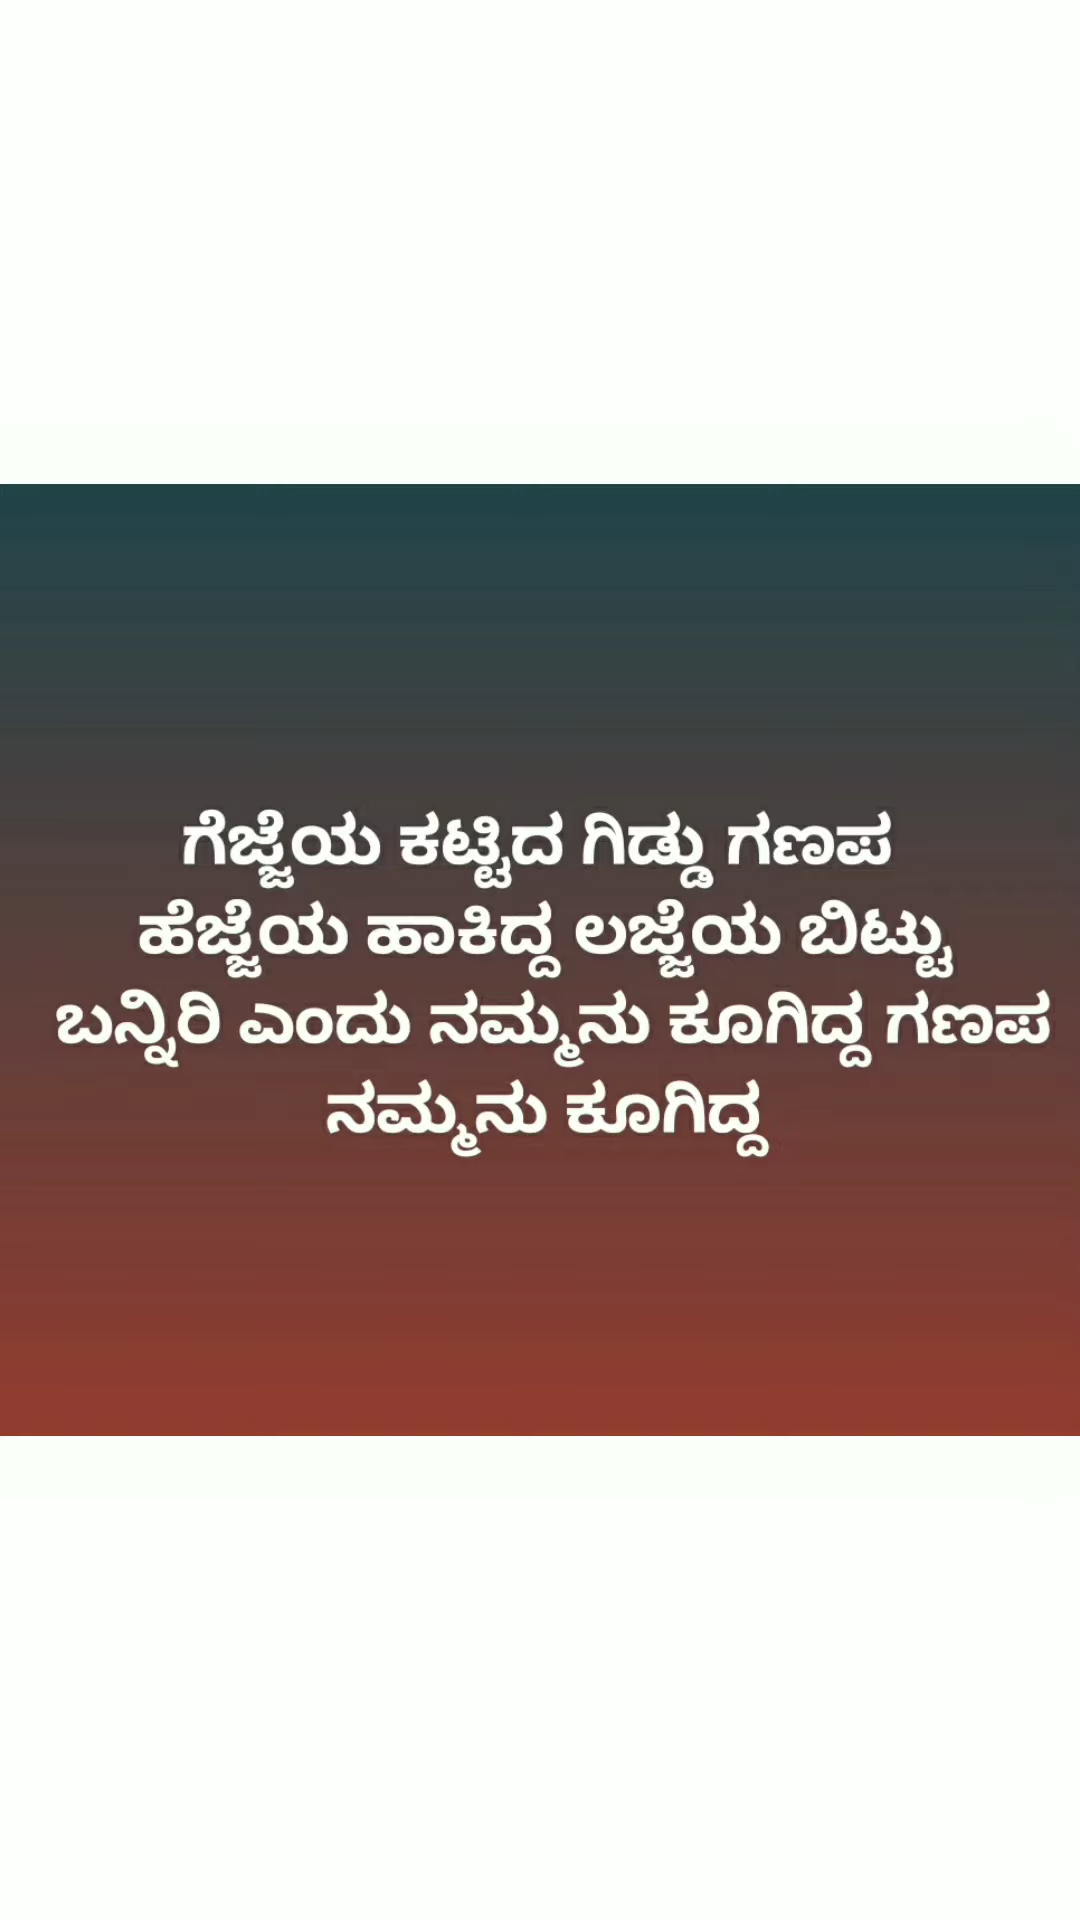 ಗೆಜ್ಜೆಯ ಕಟ್ಟಿದ ಗಿಡ್ಡು ಗಣಪ
ಹೆಜ್ಜೆಯ ಹಾಕಿದ್ದ ಲಜ್ಜೆಯ ಬಿಟ್ಟು
ಬನ್ನಿರಿ ಎಂದು ನಮ್ಮನು ಕೂಗಿದ್ದ ಗಣಪ
ನಮ್ಮನು ಕೂಗಿದ್ದ